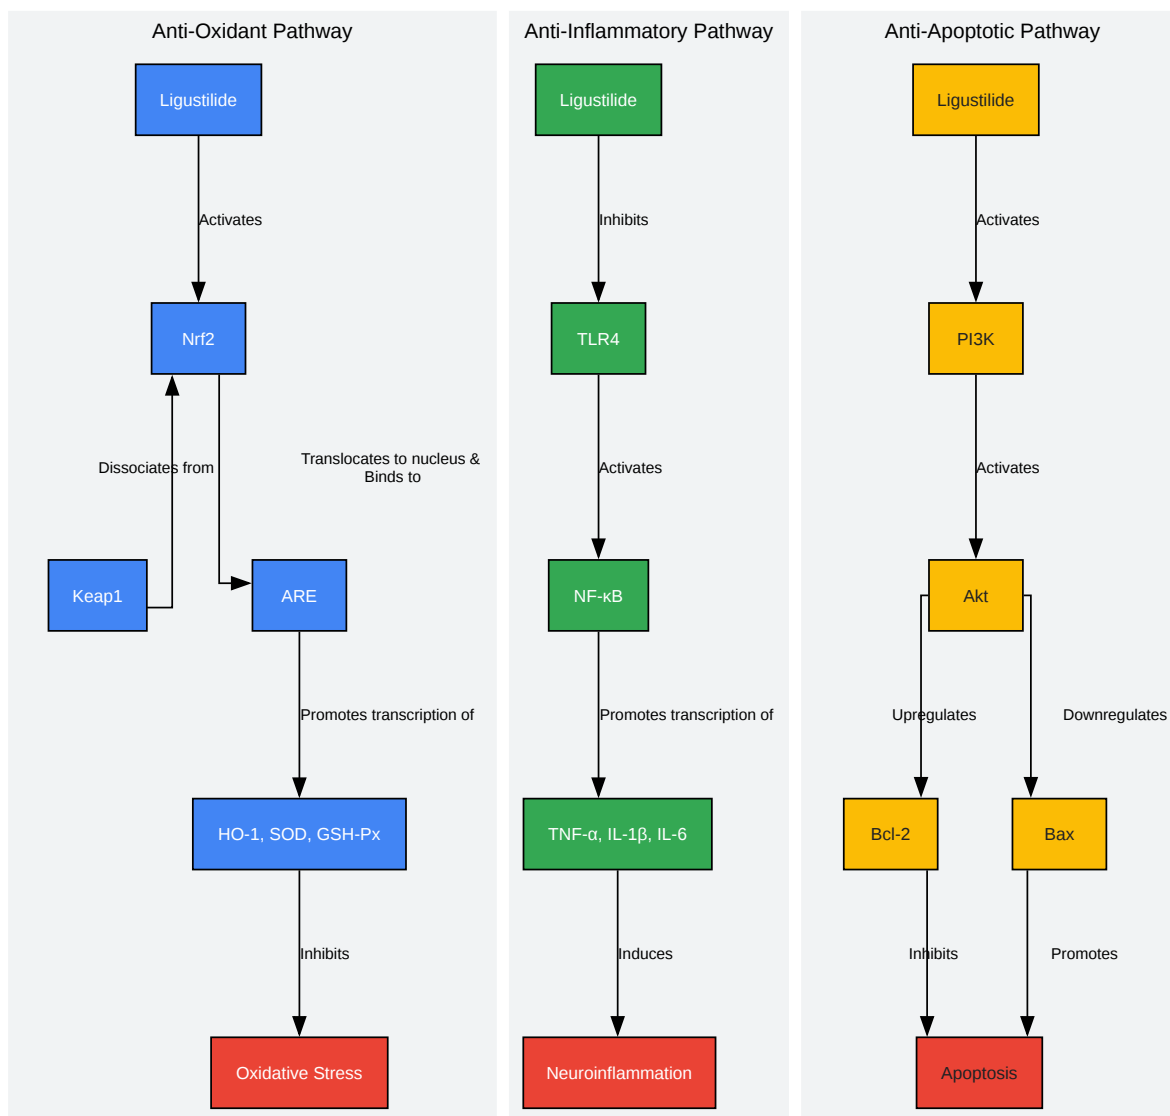 Anti-Oxidant Pathway
Ligustilide
Activates
Nrf2
Dissociates from
Translocates to nucleus &
Binds to
Keap1
ARE
Promotes transcription of
HO-1, SOD, GSH-Px
Inhibits
Oxidative Stress
Anti-Inflammatory Pathway
Ligustilide
Inhibits
TLR4
Activates
NF-κB
Promotes transcription of
TNF-α, IL-1β, IL-6
Induces
Neuroinflammation
Anti-Apoptotic Pathway
Ligustilide
Activates
PI3K
Activates
Akt
Upregulates
Downregulates
Bcl-2
Bax
Inhibits
Promotes
Apoptosis